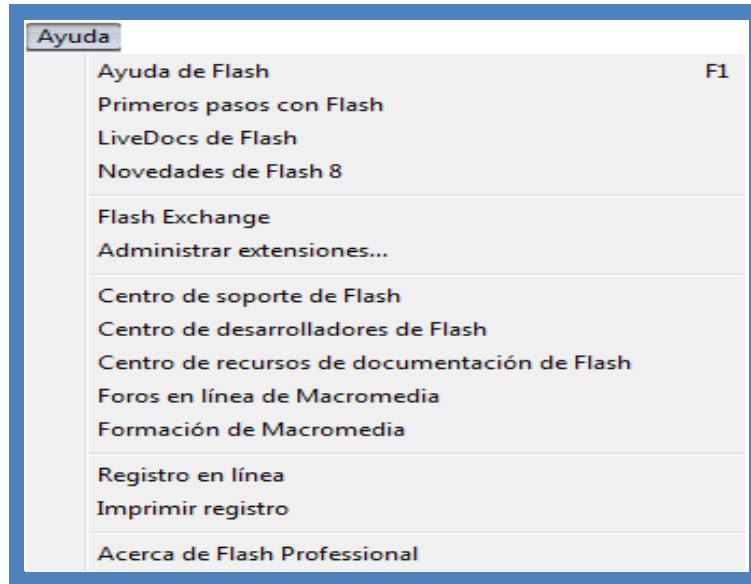 Ayuda
Ayuda de Flash F1
Primeros pasos con Flash
LiveDocs de Flash
Novedades de Flash 8
Flash Exchange
Administrar extensiones...
Centro de soporte de Flash
Centro de desarrolladores de Flash
Centro de recursos de documentación de Flash
Foros en línea de Macromedia
Formación de Macromedia
Registro en línea
Imprimir registro
Acerca de Flash Professional